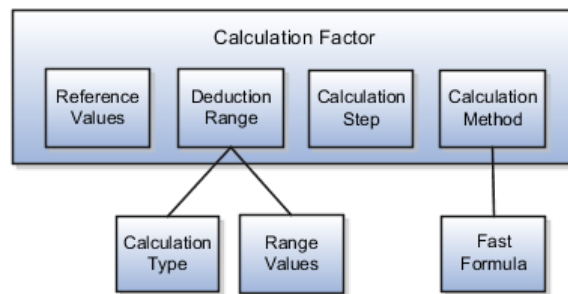 Calculation Factor
Reference
Values
Deduction
Range
Calculation
Step
Calculation
Method
Calculation
Type
Range
Values
Fast
Formula